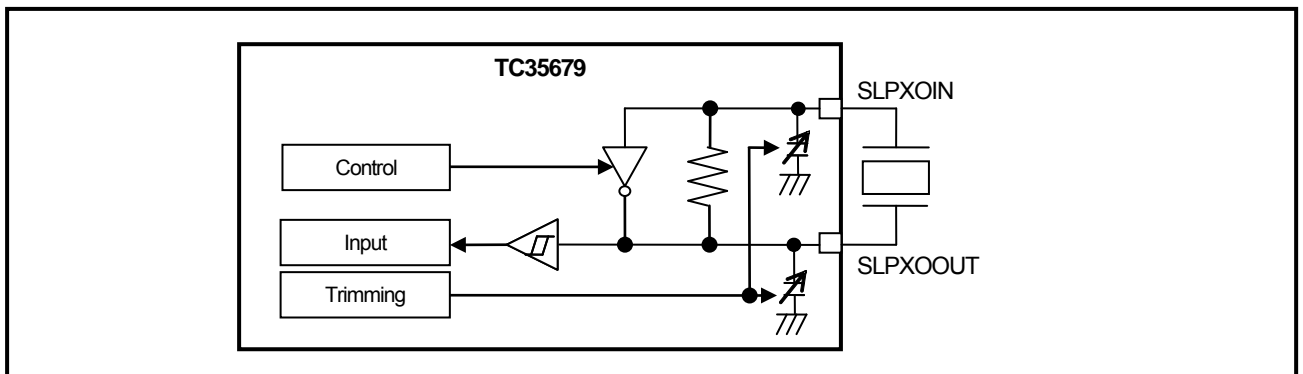 TC35679
SLPXOIN
Control
Input
SLPXOOUT
Trimming